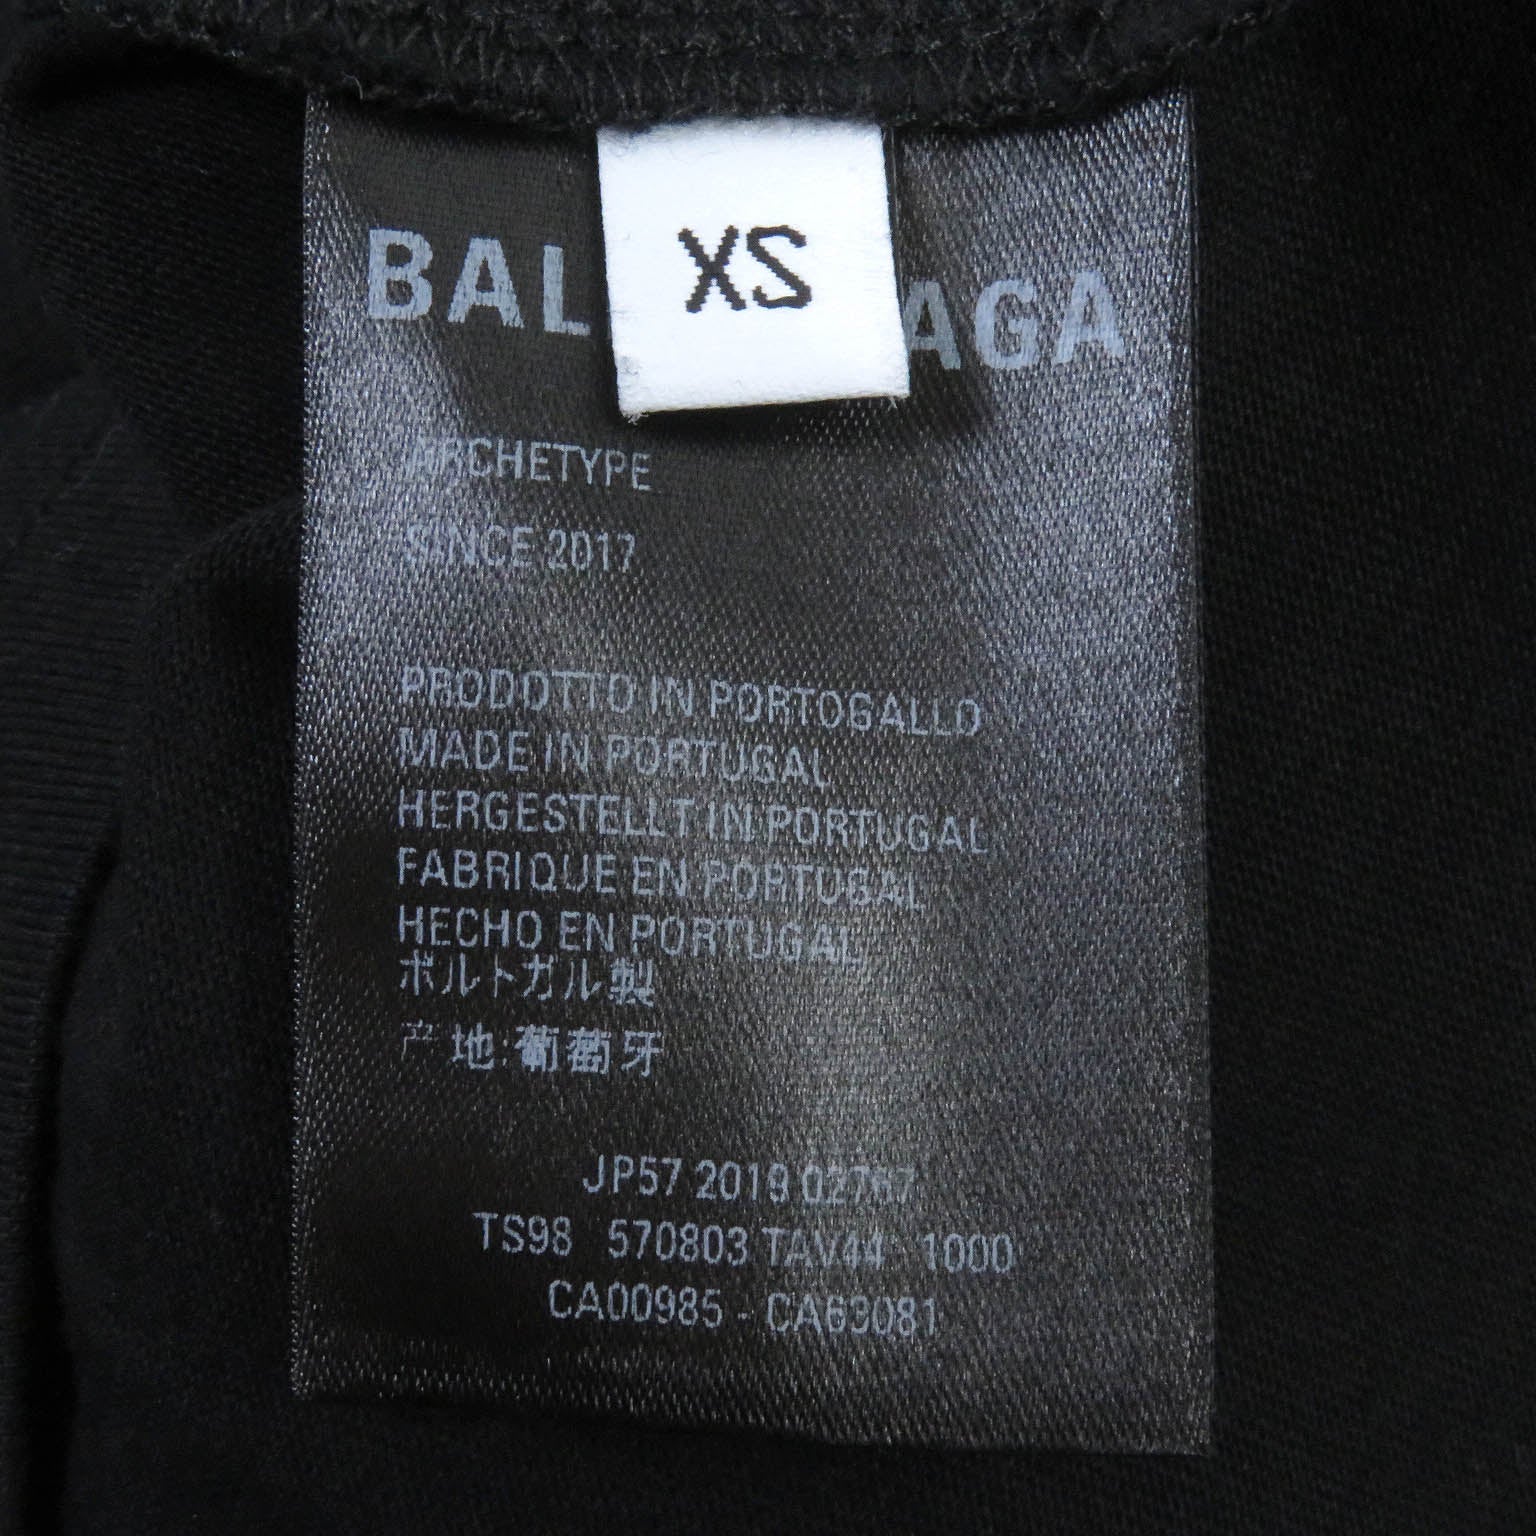 XS
BAL AGA
ARCHETYPE
SINCE 2017
PRODOTTO IN PORTOGALLO
MADE IN PORTUGAL
HERGESTELLT IN PORTUGAL
FABRIQUE EN PORTUGAL
HECHO EN PORTUGAL
ポルトガル製
产地:葡萄牙
JP57 2019
TS98 570803 TAV44 1000
CA00985 - CA63081